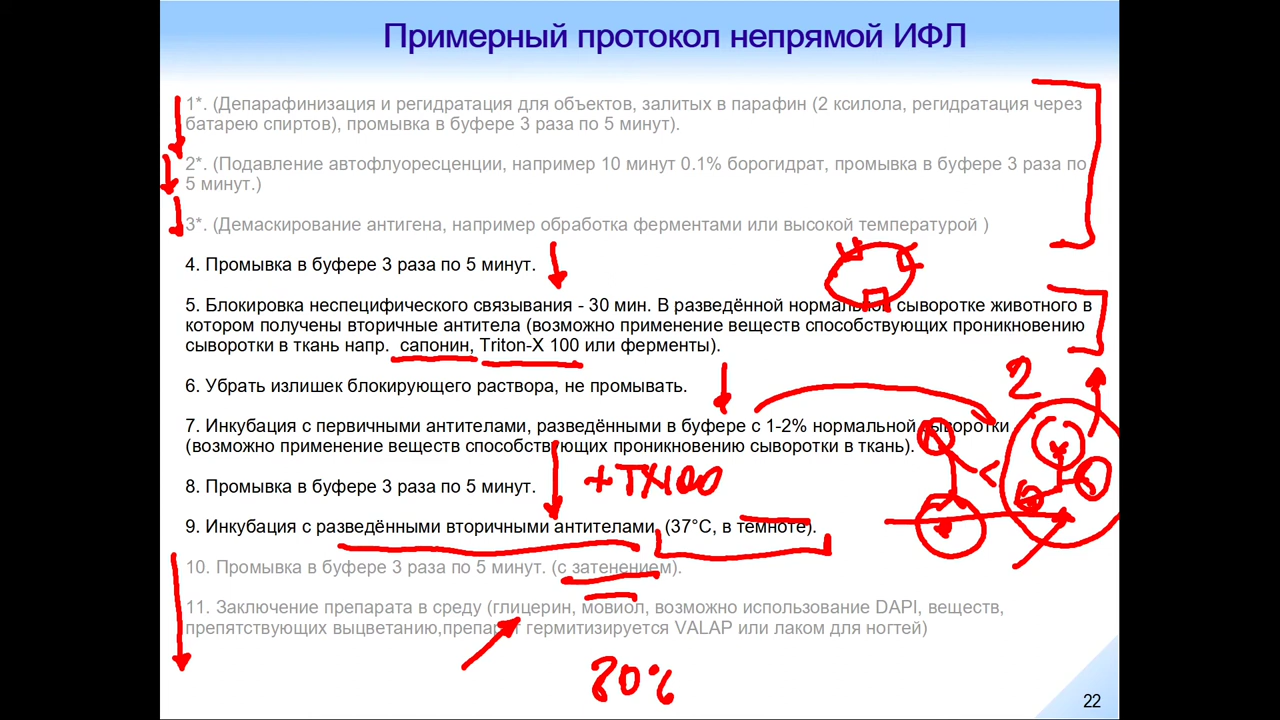 Примерный протокол непрямой ИФЛ
1*. (Депарафинизация и регидратация для объектов, залитых в парафин (2 ксилола, регидратация через
батарею спиртов), промывка в буфере 3 раза по 5 минут).
2*. (Подавление автофлуоресценции, например 10 минут 0.1% борогидрат, промывка в буфере 3 раза по
5 минут.)
3*. (Демаскирование антигена, например обработка ферментами или высокой температурой )
4. Промывка в буфере 3 раза по 5 минут.
5. Блокировка неспецифического связывания - 30 мин. В разведённой нормальной сыворотке животного в
котором получены вторичные антитела (возможно применение веществ способствующих проникновению
сыворотки в ткань напр. сапонин, Triton-X 100 или ферменты).
6. Убрать излишек блокирующего раствора, не промывать.
2
7. Инкубация с первичными антителами, разведёнными в буфере с 1-2% нормальной сыворотки
(возможно применение веществ способствующих проникновению сыворотки в ткань).
8. Промывка в буфере 3 раза по 5 минут.
+TX100
9. Инкубация с разведёнными вторичными антителами, (37°C, в темноте).
10. Промывка в буфере 3 раза по 5 минут. (с затенением).
11. Заключение препарата в среду (глицерин, мовиол, возможно использование DAPI, веществ,
препятствующих выцветанию,препарат гермитизируется VALAP или лаком для ногтей)
80%
22